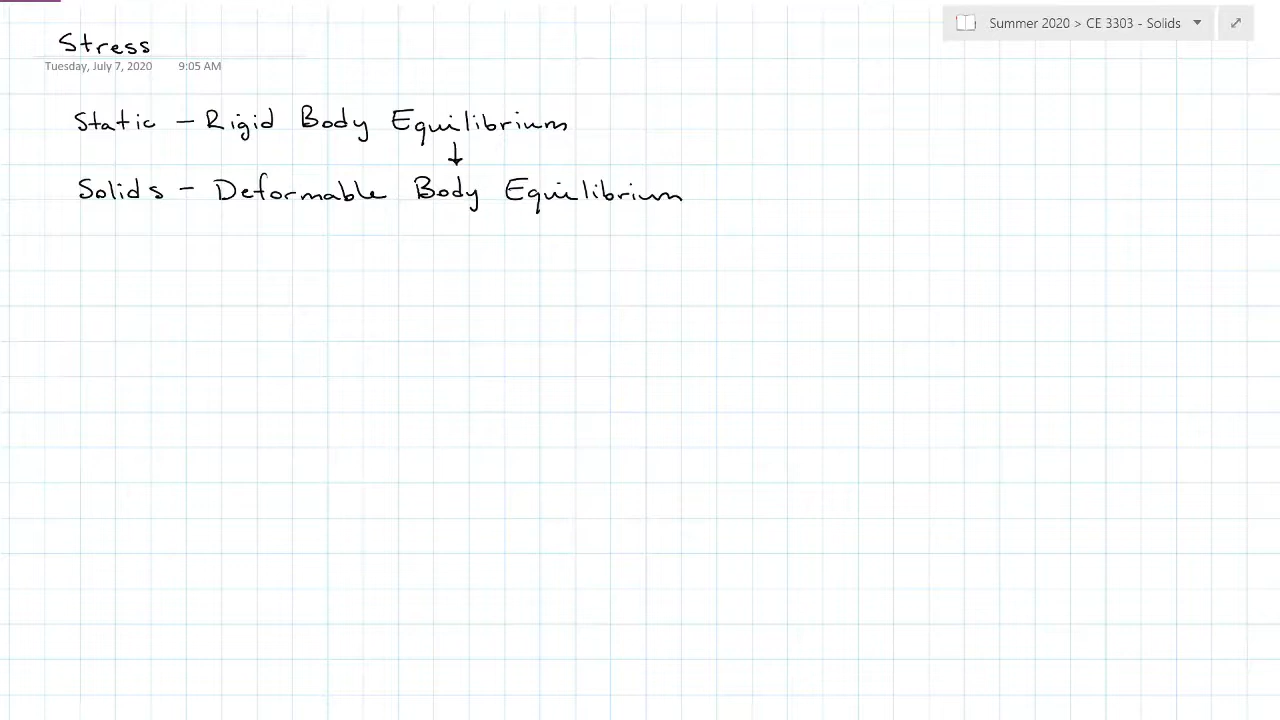 Summer 2020 > CE 3303 - Solids
Stress
Tuesday, July 7, 2020 9:05 AM
Static - Rigid Body Equilibrium
↓
Solids - Deformable Body Equilibrium